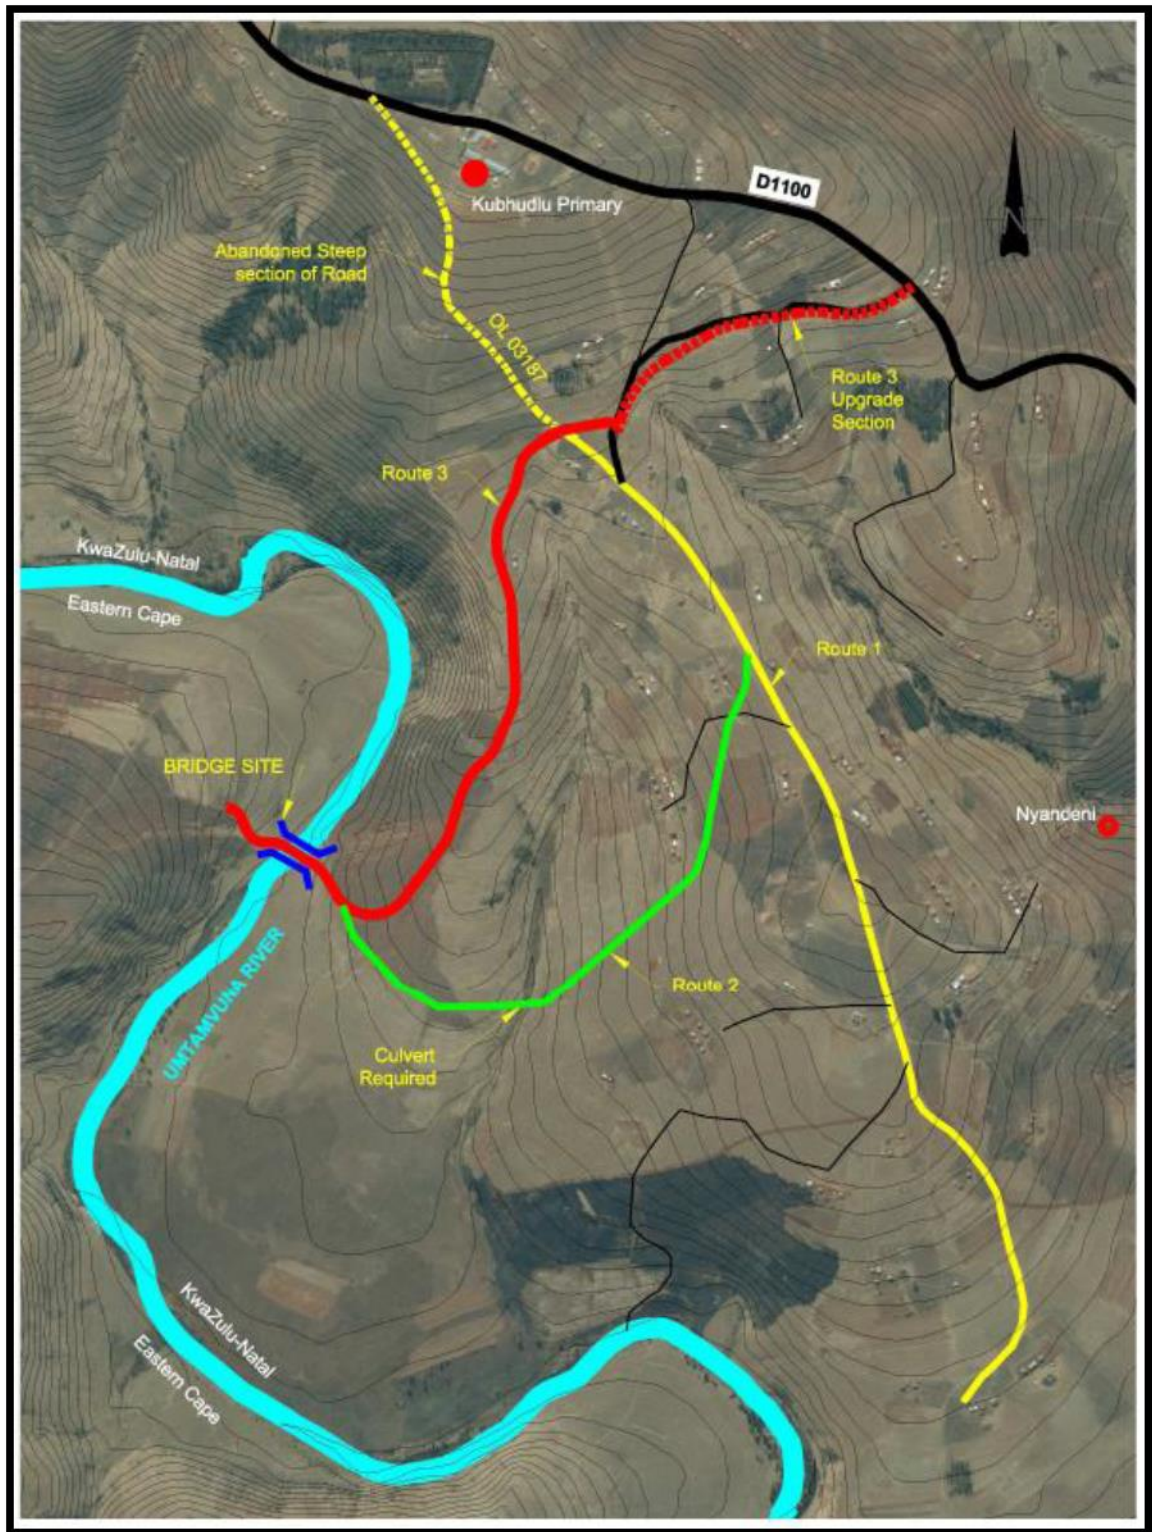 D1100
Kubhudlu Primary
Abandoned Steep
section of Road
DL 03187
Route 3
Upgrade
Section
Route 3
KwaZulu-Natal
Eastern Cape
Route 1
BRIDGE SITE
Nyandeni
UMTAMVUNA RIVER
Route 2
Culvert
Required
KwaZulu-Natal
Eastern Cape
N